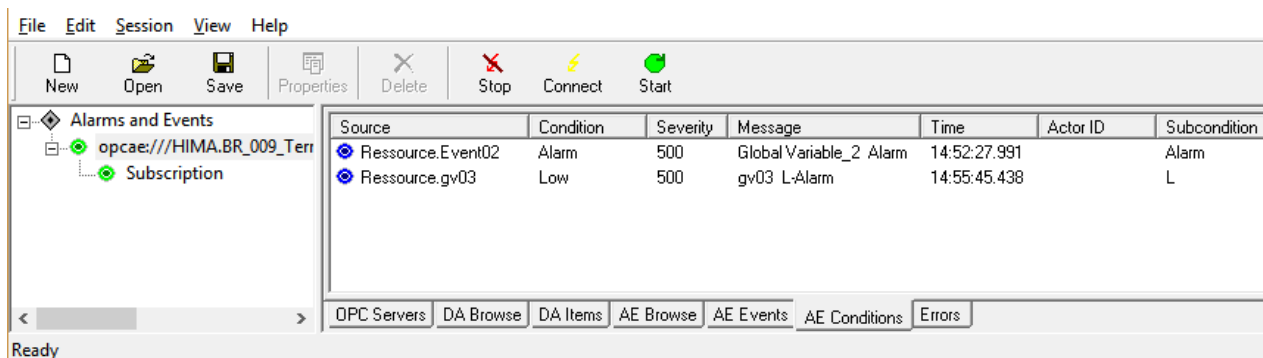 File Edit Session View Help
New Open Save Properties Delete Stop Connect Start
Alarms and Events
opcae:///HIMA.BR_009_Terr
Subscription
Source Condition Severity Message Time Actor ID Subcondition
Ressource.Event02 Alarm 500 Global Variable_2 Alarm 14:52:27.991 Alarm
Ressource.gv03 Low 500 gv03 L-Alarm 14:55:45.438 L
OPC Servers DA Browse DA Items AE Browse AE Events AE Conditions Errors
Ready